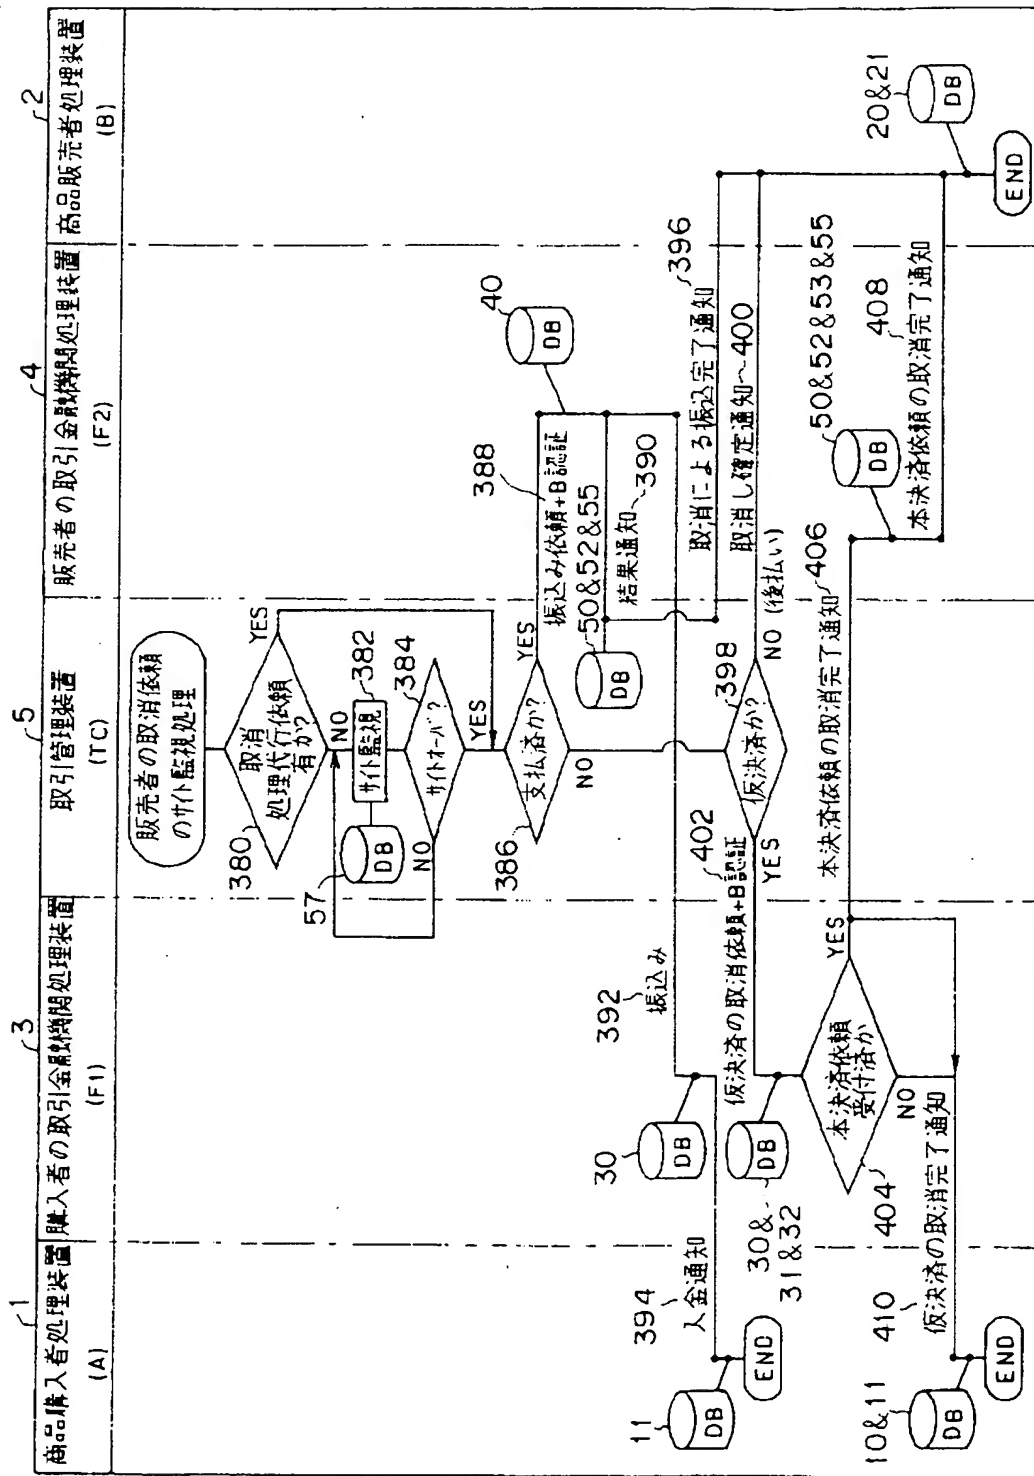 1
商品購入者処理装置
(A)
3
購入者の取引金融機関処理装置
(F1)
5
取引管理装置
(TC)
4
販売者の取引金融機関処理装置
(F2)
2
商品販売者処理装置
(B)
販売者の取消依頼
のサイト監視処理
380
取消
処理代行依頼
有か?
YES
NO
382
サイト監視
57
DB
384
サイトオーバ?
NO
YES
386
支払済か?
YES
NO
388
振込み依頼+B認証
40
DB
50&52&55
DB
結果通知
390
392
振込み
30
DB
394
入金通知
11
DB
END
取消による振込完了通知
396
398
仮決済か?
NO (後払い)
YES
取消し確定通知
400
402
仮決済の取消依頼+B認証
30&
31&32
DB
404
本決済依頼
受付済か
YES
NO
本決済依頼の取消完了通知
406
50&52&53&55
DB
408
本決済依頼の取消完了通知
20&21
DB
END
410
仮決済の取消完了通知
10&11
DB
END